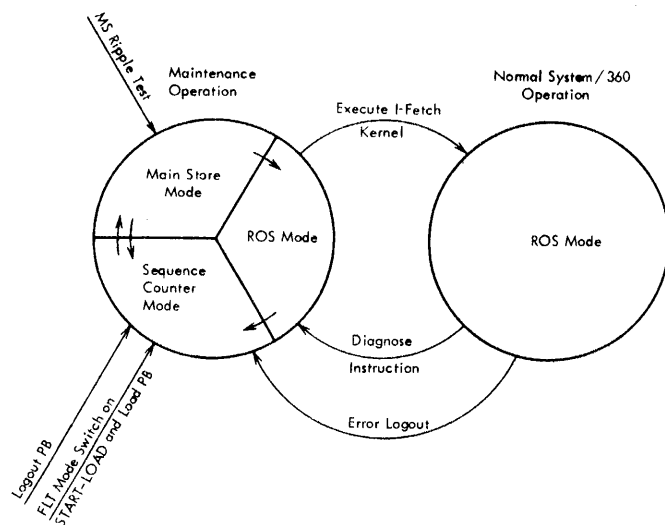 MS Ripple Test
Maintenance
Operation
Normal System/360
Operation
Execute I-Fetch
Kernel
Main Store
Mode
ROS Mode
ROS Mode
Sequence
Counter
Mode
Diagnose
Instruction
Error Logout
Logout PB
FLT Mode Switch on
START-LOAD and Load PB